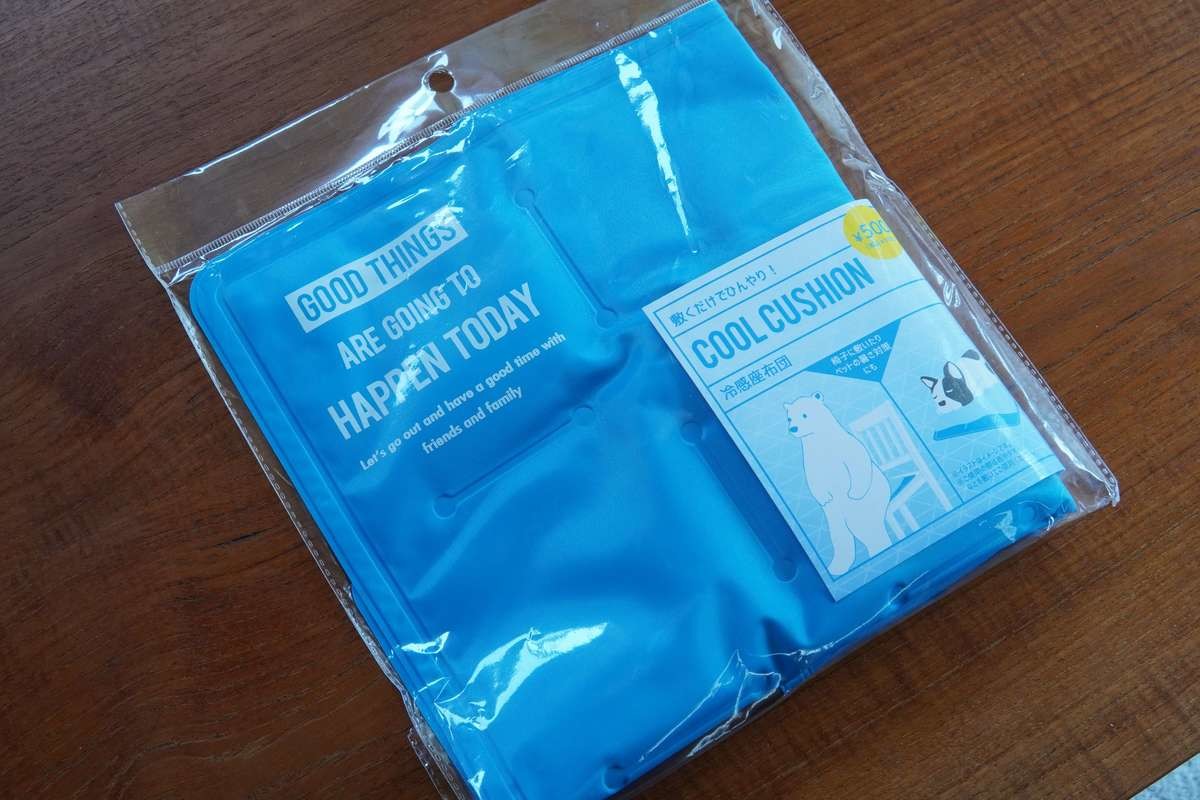 GOOD THINGS
ARE GOING TO
HAPPEN TODAY
Let's go out and have a good time with
friends and family
¥500
敷くだけでひんやり！
COOL CUSHION
冷感座布団
椅子に敷いたり
ペットの暑さ対策
にも